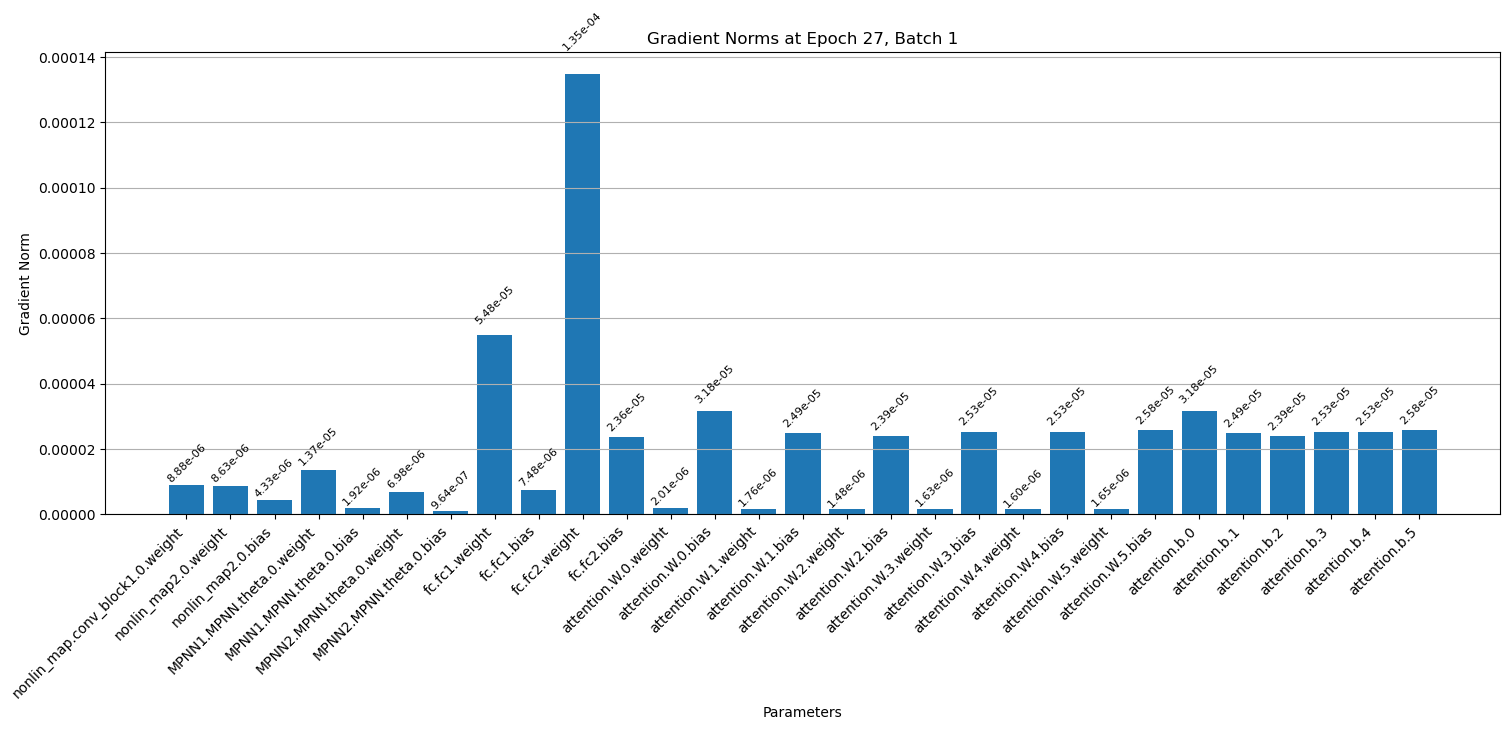 Gradient Norms at Epoch 27, Batch 1
Gradient Norm
0.00014
0.00012
0.00010
0.00008
0.00006
0.00004
0.00002
0.00000
8.88e-06
8.63e-06
4.33e-06
1.37e-05
1.92e-06
6.98e-06
9.64e-07
5.48e-05
7.48e-06
1.35e-04
2.36e-05
2.01e-06
3.18e-05
1.76e-06
2.49e-05
1.48e-06
2.39e-05
1.63e-06
2.53e-05
1.60e-06
2.53e-05
1.65e-06
2.58e-05
3.18e-05
2.49e-05
2.39e-05
2.53e-05
2.53e-05
2.58e-05
nonlin_map.conv_block1.0.weight
nonlin_map2.0.weight
nonlin_map2.0.bias
MPNN1.MPNN.theta.0.weight
MPNN1.MPNN.theta.0.bias
MPNN2.MPNN.theta.0.weight
MPNN2.MPNN.theta.0.bias
fc.fc1.weight
fc.fc1.bias
fc.fc2.weight
fc.fc2.bias
attention.W.0.weight
attention.W.0.bias
attention.W.1.weight
attention.W.1.bias
attention.W.2.weight
attention.W.2.bias
attention.W.3.weight
attention.W.3.bias
attention.W.4.weight
attention.W.4.bias
attention.W.5.weight
attention.W.5.bias
attention.b.0
attention.b.1
attention.b.2
attention.b.3
attention.b.4
attention.b.5
Parameters